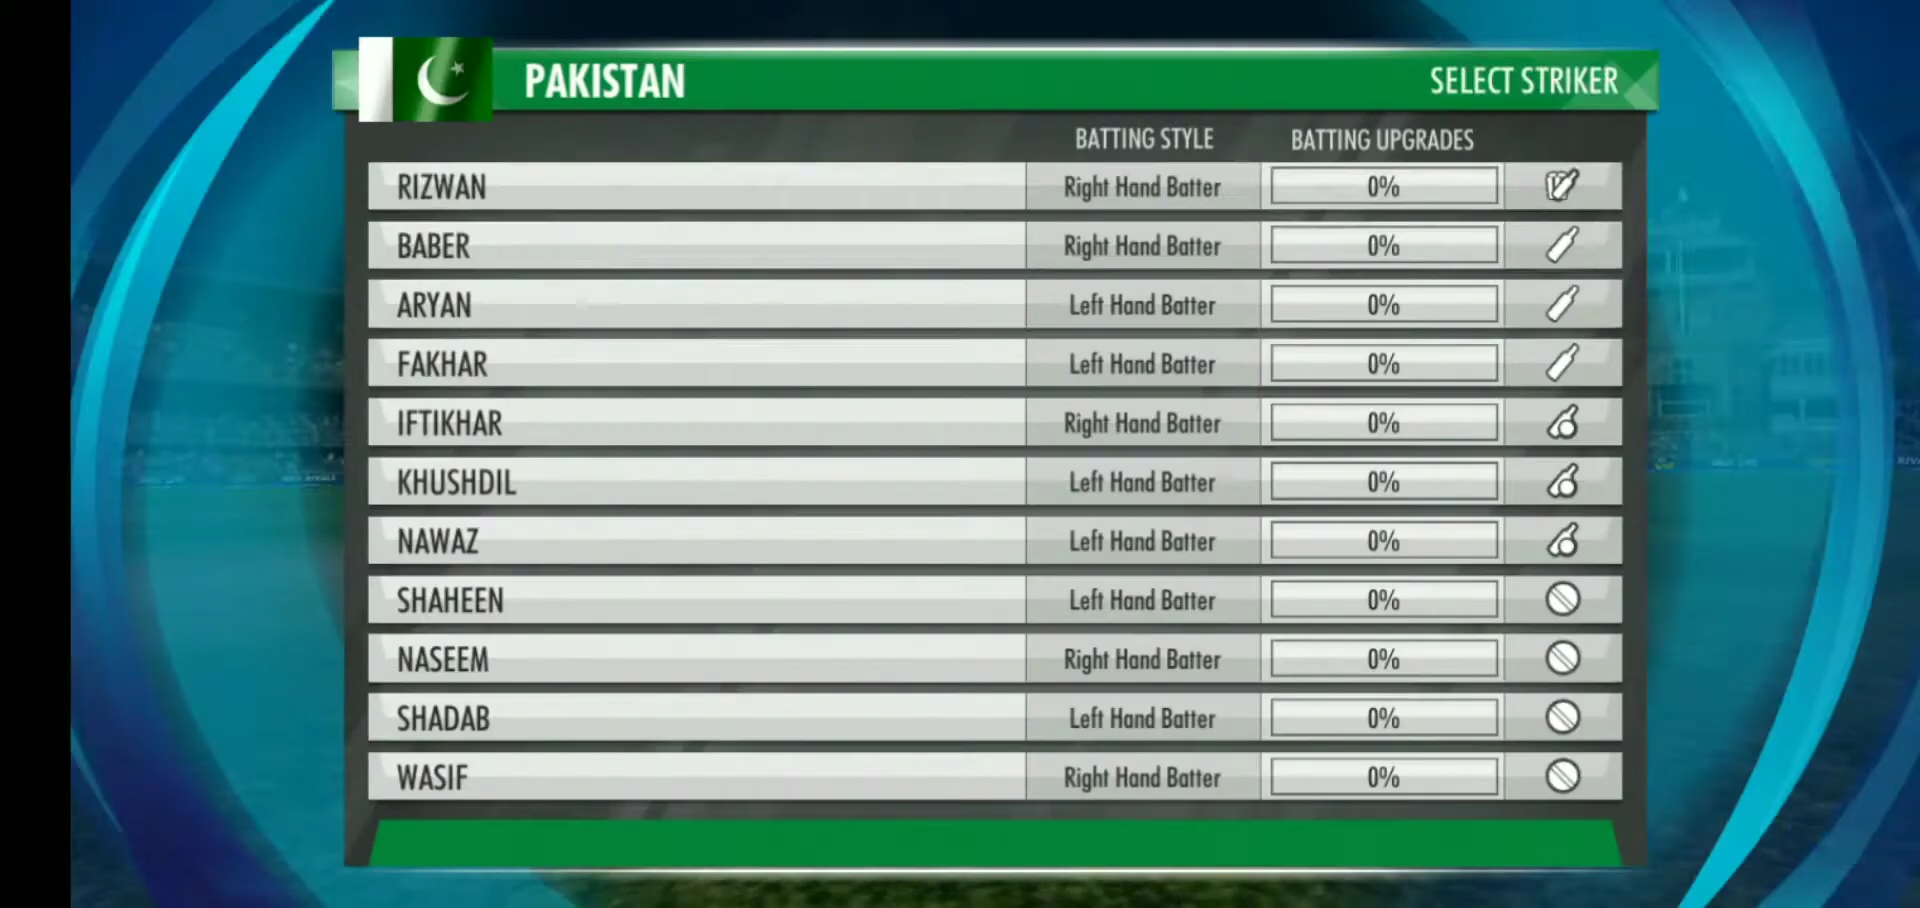 PAKISTAN SELECT STRIKER
BATTING STYLE BATTING UPGRADES
RIZWAN Right Hand Batter 0%
BABER Right Hand Batter 0%
ARYAN Left Hand Batter 0%
FAKHAR Left Hand Batter 0%
IFTIKHAR Right Hand Batter 0%
KHUSHDIL Left Hand Batter 0%
NAWAZ Left Hand Batter 0%
SHAHEEN Left Hand Batter 0%
NASEEM Right Hand Batter 0%
SHADAB Left Hand Batter 0%
WASIF Right Hand Batter 0%